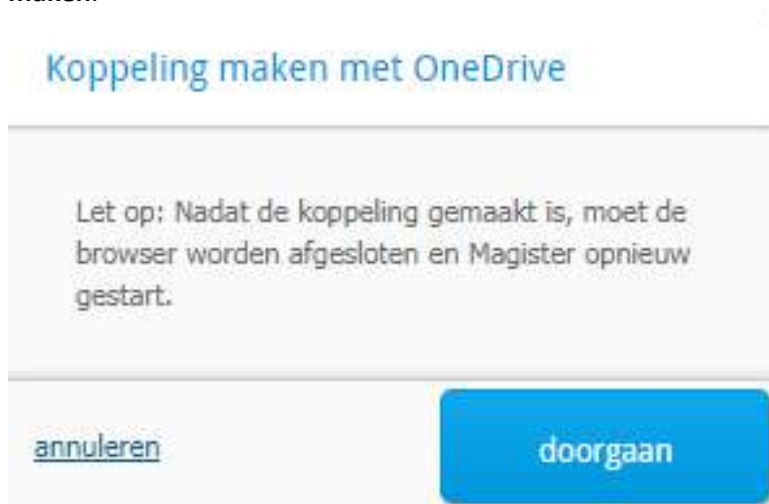 maken.
Koppeling maken met OneDrive
Let op: Nadat de koppeling gemaakt is, moet de
browser worden afgesloten en Magister opnieuw
gestart.
annuleren
doorgaan